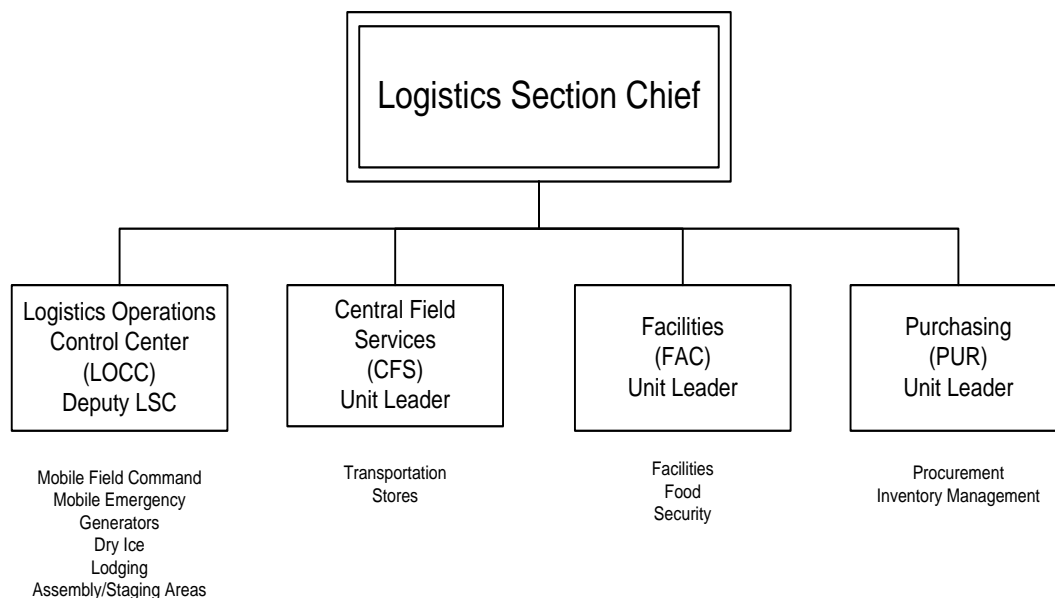 Logistics Section Chief
Logistics Operations
Control Center
(LOCC)
Deputy LSC
Central Field
Services
(CFS)
Unit Leader
Facilities
(FAC)
Unit Leader
Purchasing
(PUR)
Unit Leader
Mobile Field Command
Mobile Emergency
Generators
Dry Ice
Lodging
Assembly/Staging Areas
Transportation
Stores
Facilities
Food
Security
Procurement
Inventory Management